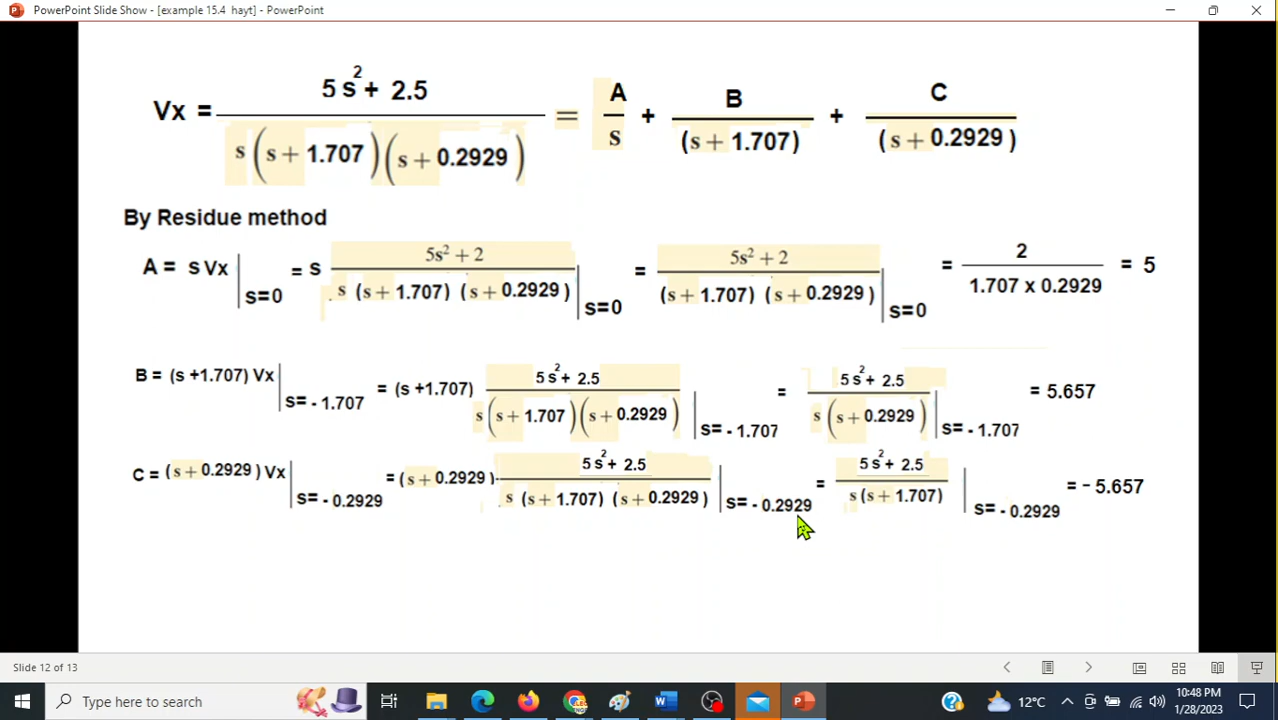 PowerPoint Slide Show - [example 15.4 hayt] - PowerPoint
Vx = 5 s² + 2.5 / s(s + 1.707)(s + 0.2929) = A / s + B / (s + 1.707) + C / (s + 0.2929)
By Residue method
A = s Vx | s=0 = s 5s² + 2 / s (s + 1.707) (s + 0.2929) | s=0 = 5s² + 2 / (s + 1.707) (s + 0.2929) | s=0 = 2 / 1.707 x 0.2929 = 5
B = (s +1.707) Vx | s= - 1.707 = (s +1.707) 5 s² + 2.5 / s(s + 1.707)(s + 0.2929) | s= - 1.707 = 5 s² + 2.5 / s(s + 0.2929) | s= - 1.707 = 5.657
C = (s + 0.2929) Vx | s= - 0.2929 = (s + 0.2929) 5 s² + 2.5 / s (s + 1.707) (s + 0.2929) | s= - 0.2929 = 5 s² + 2.5 / s (s + 1.707) | s= - 0.2929 = - 5.657
Slide 12 of 13
Type here to search
12°C
10:48 PM
1/28/2023